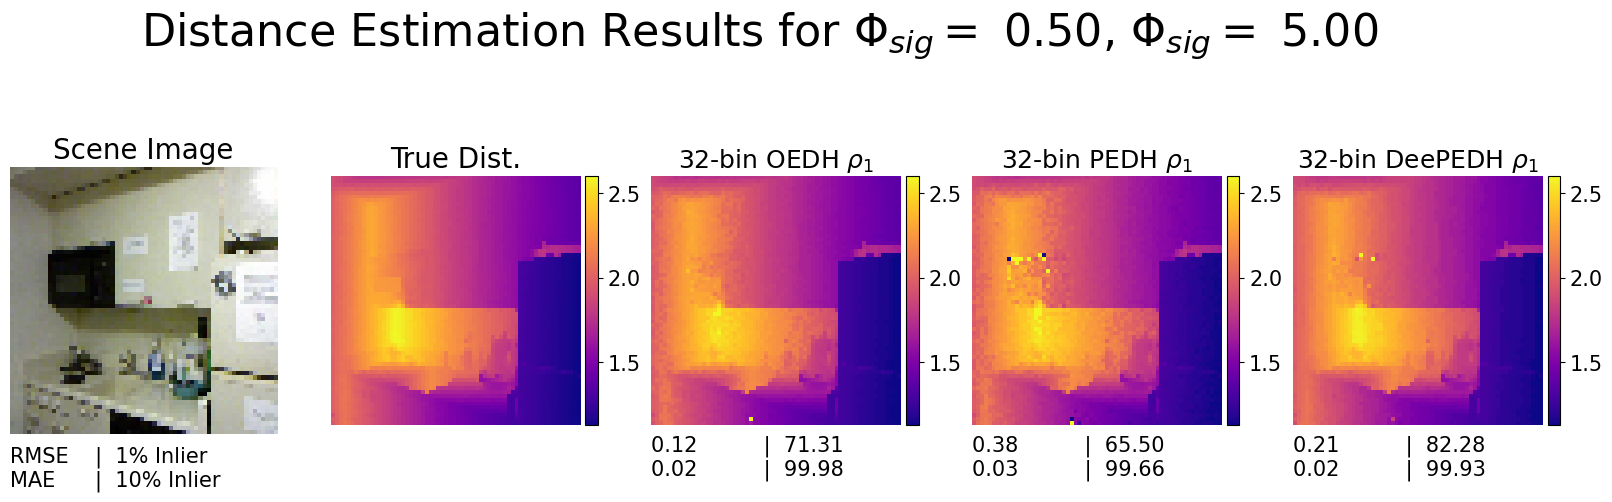 Distance Estimation Results for Φsig = 0.50, Φsig = 5.00
Scene Image
True Dist.
32-bin OEDH ρ1
32-bin PEDH ρ1
32-bin DeePEDH ρ1
2.5
2.0
1.5
2.5
2.0
1.5
2.5
2.0
1.5
2.5
2.0
1.5
RMSE | 1% Inlier
MAE | 10% Inlier
0.12 | 71.31
0.02 | 99.98
0.38 | 65.50
0.03 | 99.66
0.21 | 82.28
0.02 | 99.93